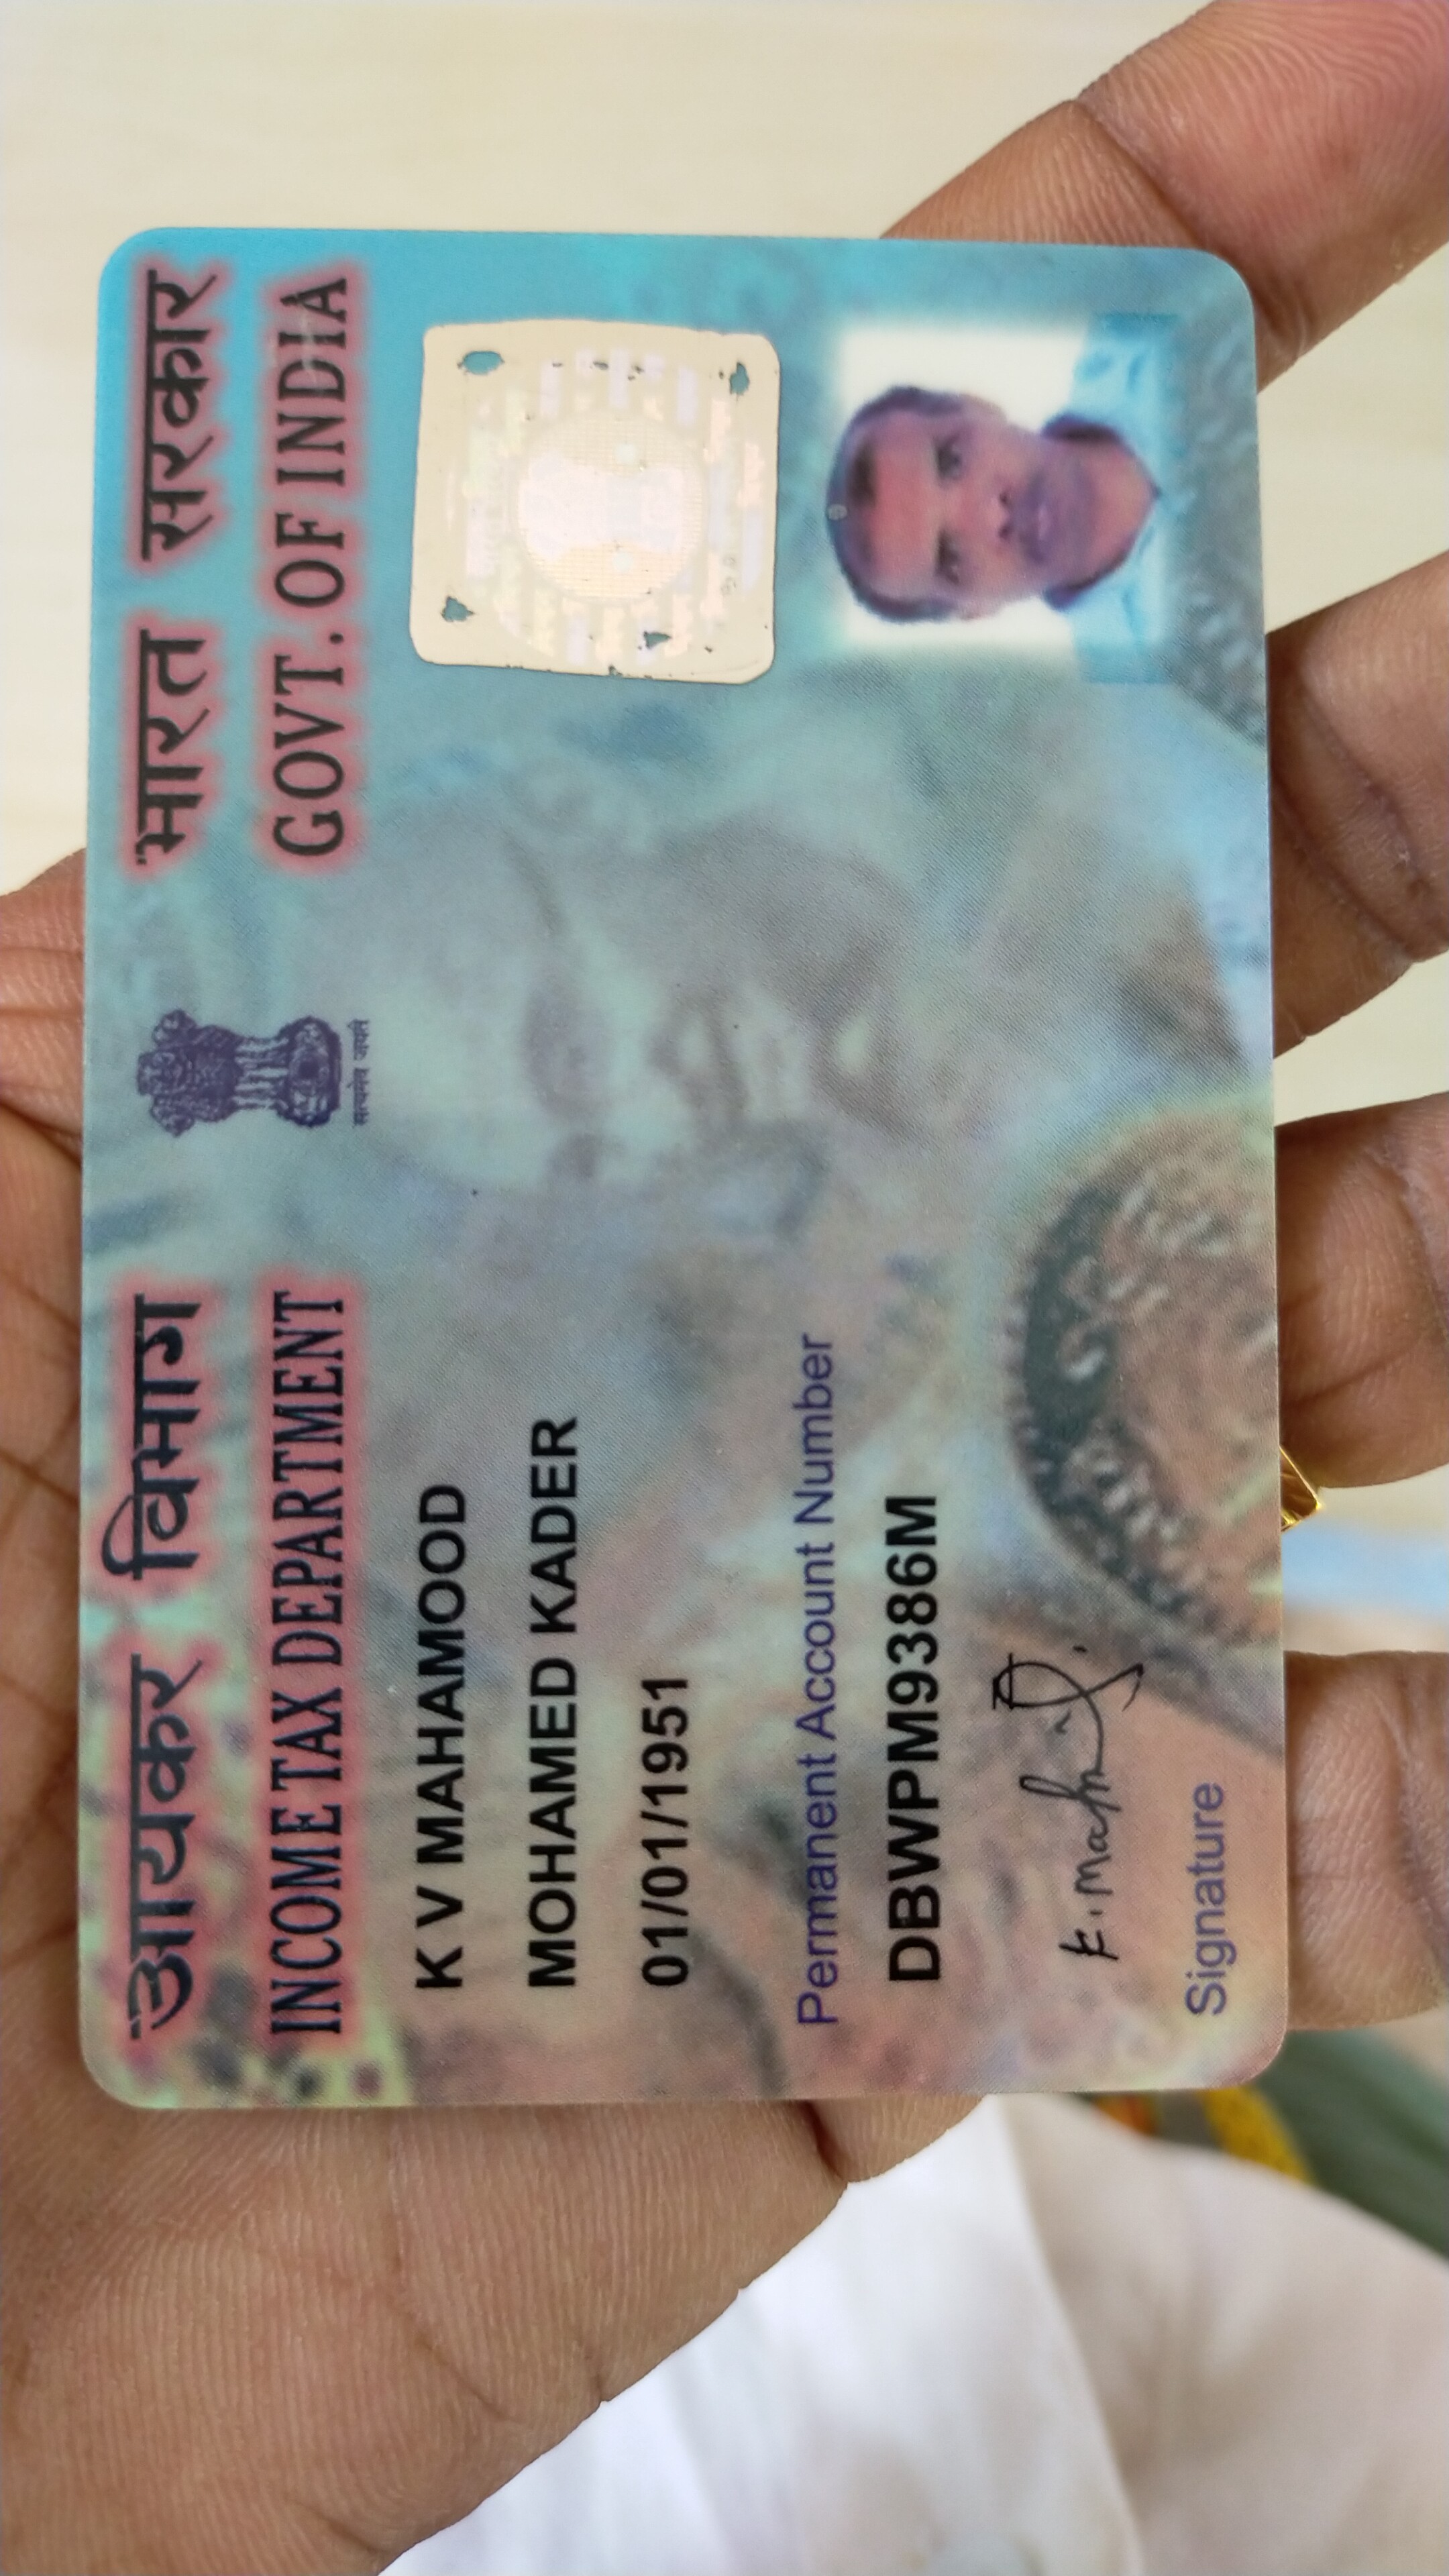 आयकर विभाग
INCOME TAX DEPARTMENT
सत्यमेव जयते
भारत सरकार
GOVT. OF INDIA
K V MAHAMOOD
MOHAMED KADER
01/01/1951
Permanent Account Number
DBWPM9386M
Signature